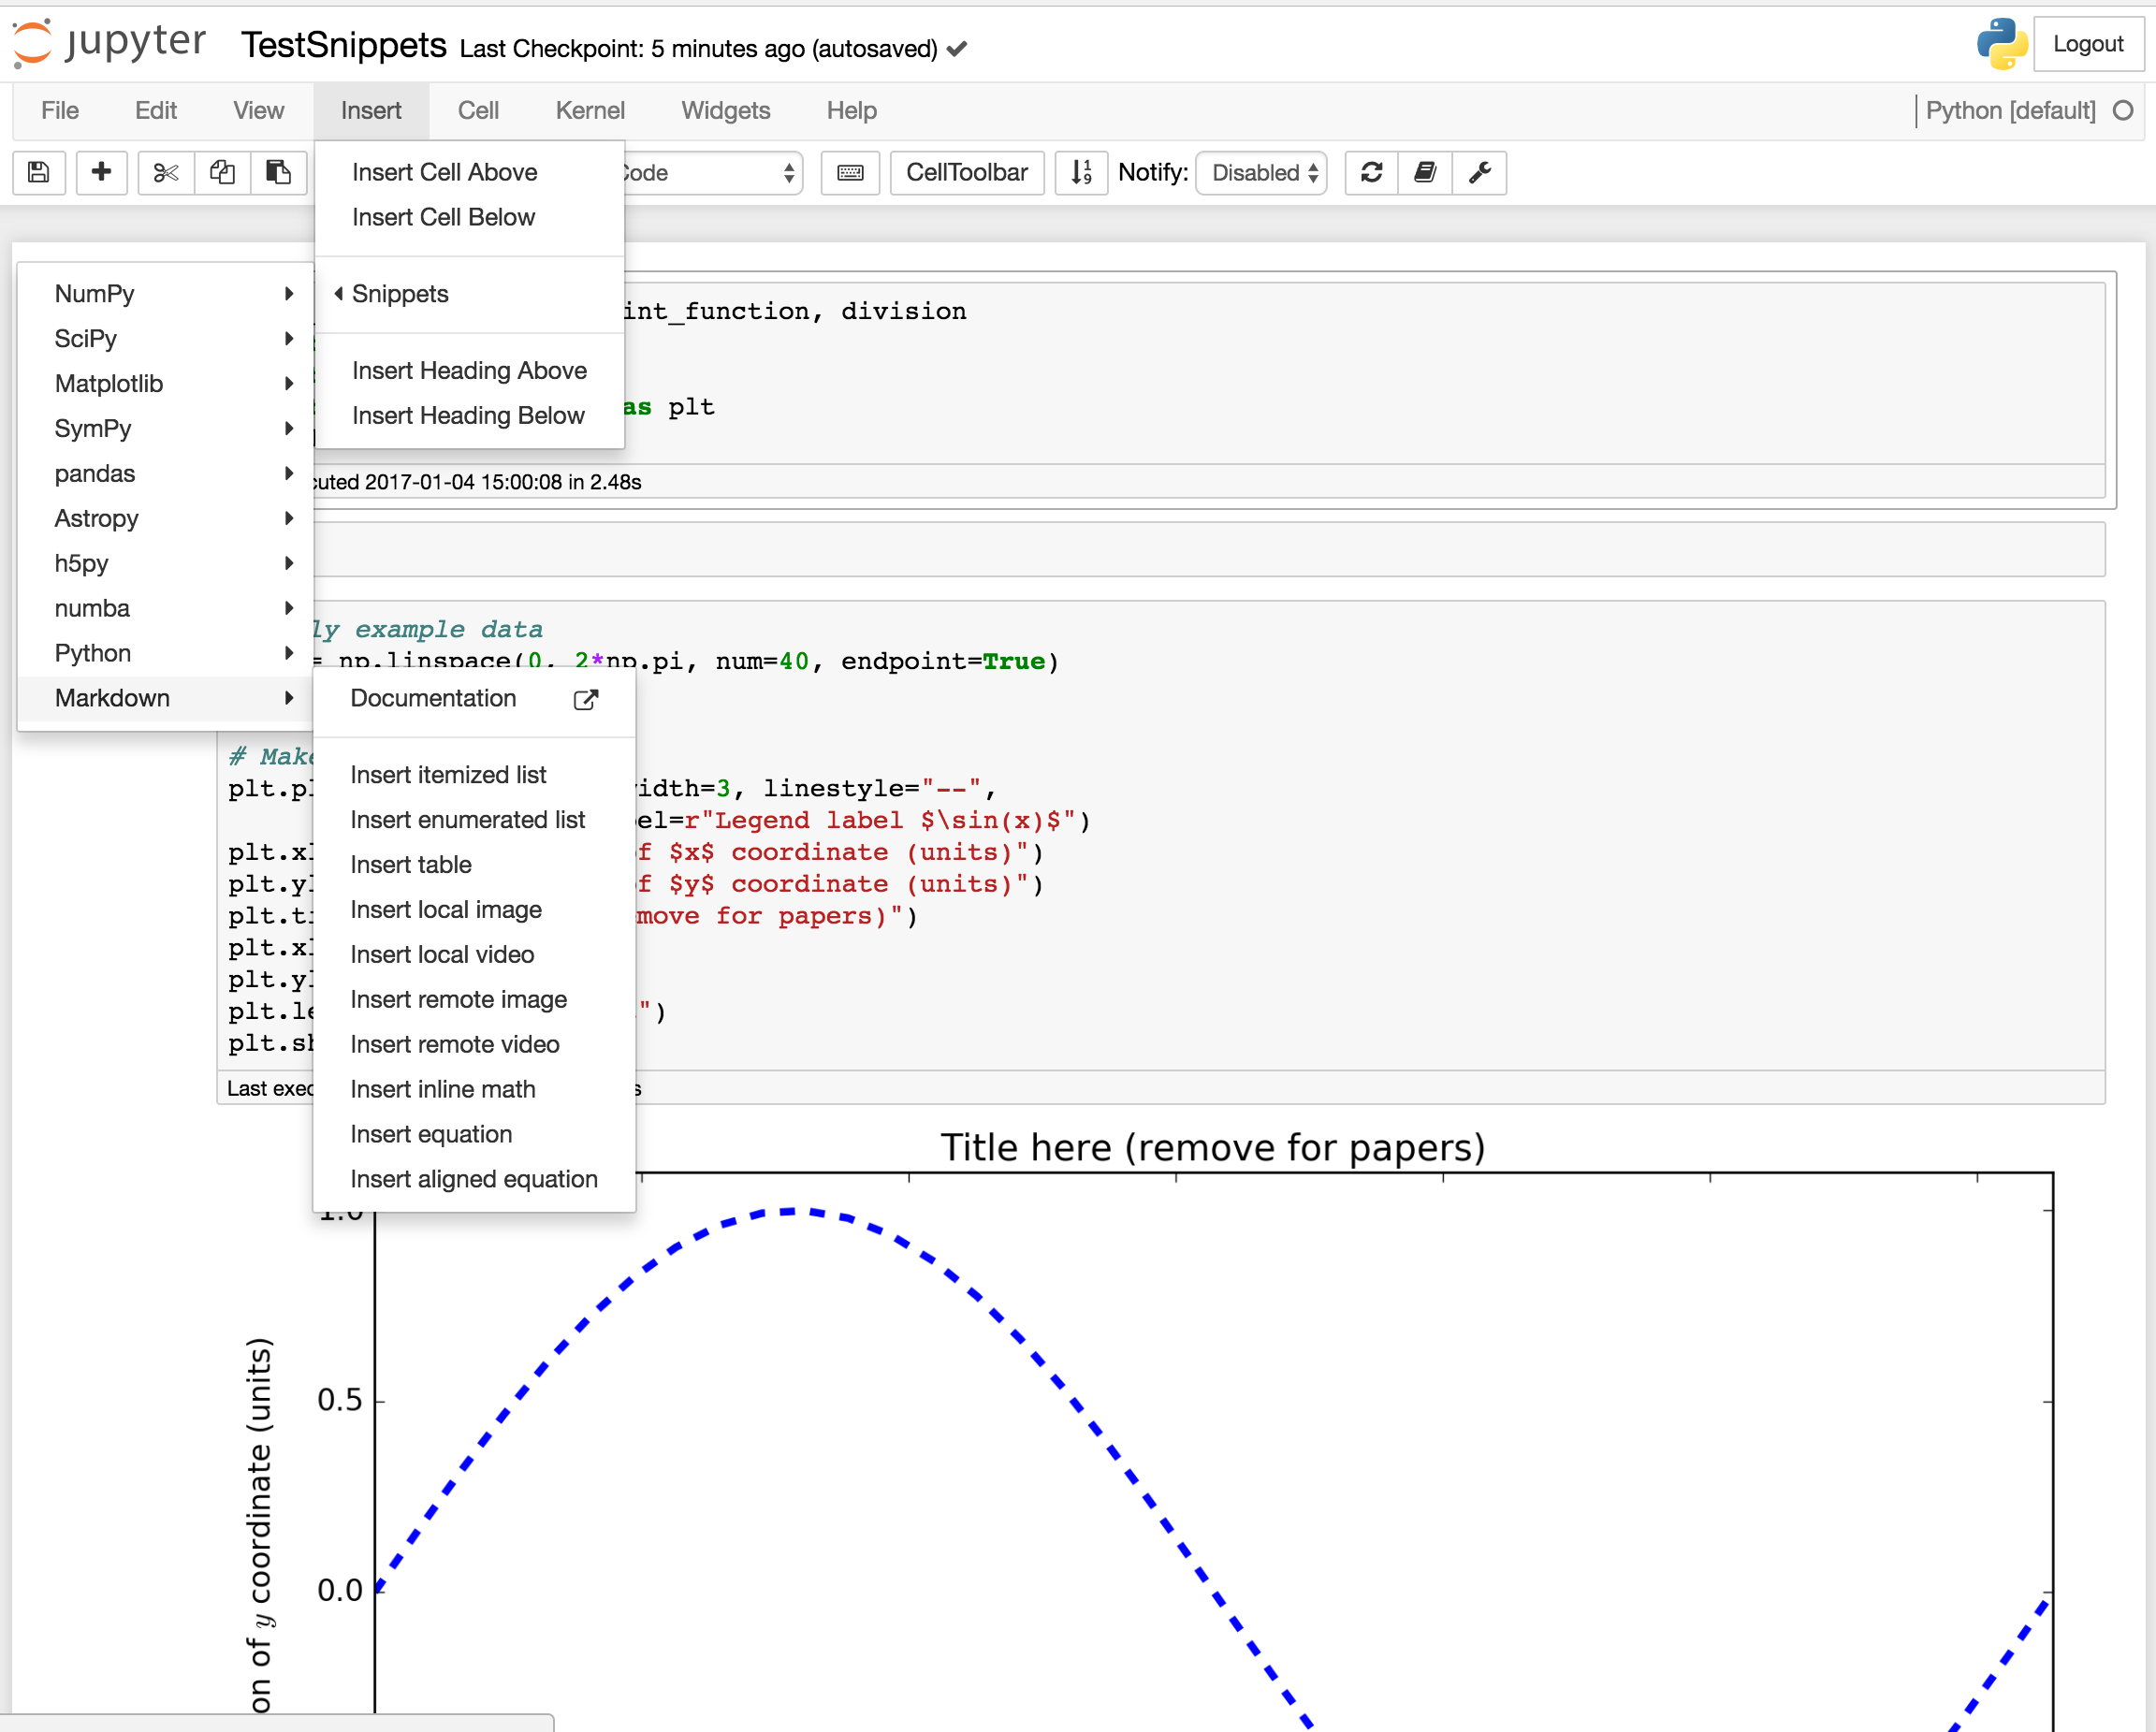 jupyter TestSnippets Last Checkpoint: 5 minutes ago (autosaved) Logout
File Edit View Insert Cell Kernel Widgets Help Python [default]
CellToolbar Notify: Disabled
Insert Cell Above
Insert Cell Below
Snippets
Insert Heading Above
Insert Heading Below
NumPy
SciPy
Matplotlib
SymPy
pandas
Astropy
h5py
numba
Python
Markdown
Documentation
Insert itemized list
Insert enumerated list
Insert table
Insert local image
Insert local video
Insert remote image
Insert remote video
Insert inline math
Insert equation
Insert aligned equation
int_function, division
as plt
cuted 2017-01-04 15:00:08 in 2.48s
ly example data
= np.linspace(0, 2*np.pi, num=40, endpoint=True)
# Make
plt.pl idth=3, linestyle="--",
el=r"Legend label $\sin(x)$")
plt.xl f $x$ coordinate (units)")
plt.yl f $y$ coordinate (units)")
plt.ti move for papers)")
plt.xl
plt.yl
plt.le ")
plt.sh
Last exec s
Title here (remove for papers)
1.0
0.5
0.0
on of y coordinate (units)